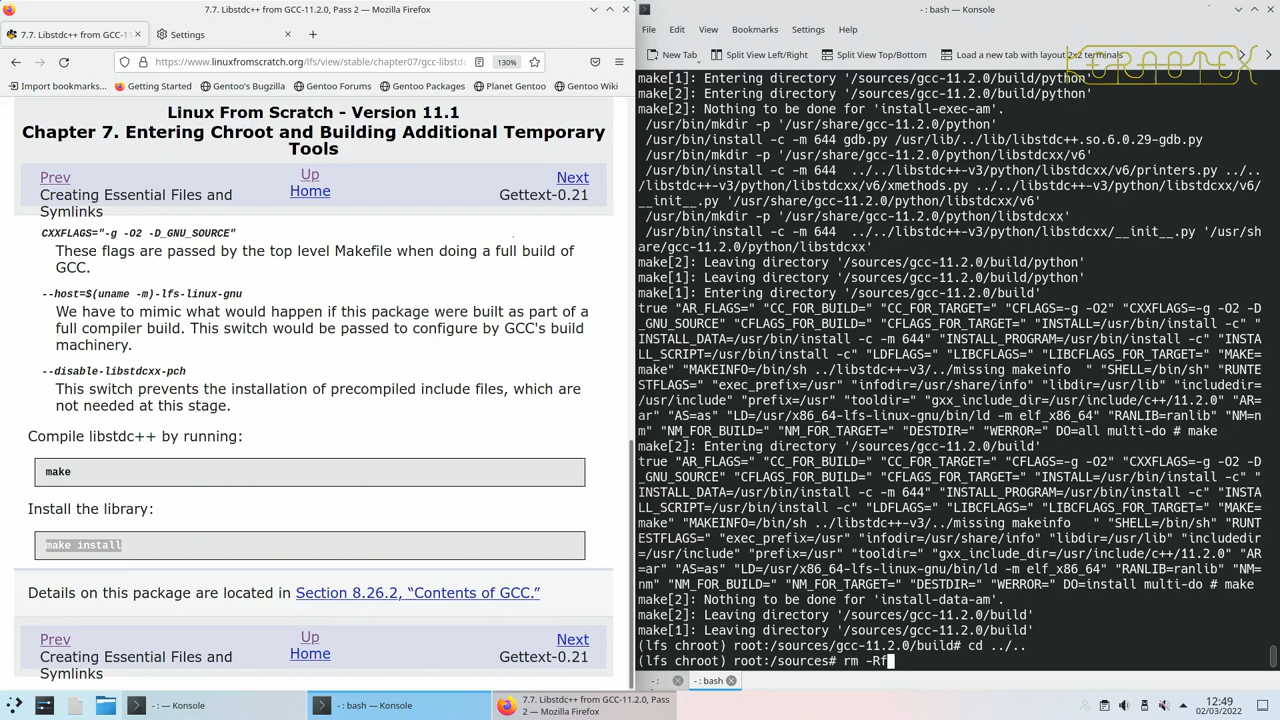 7.7. Libstdc++ from GCC-11.2.0, Pass 2 — Mozilla Firefox
7.7. Libstdc++ from GCC-1
Settings
https://www.linuxfromscratch.org/lfs/view/stable/chapter07/gcc-libstdc
130%
Import bookmarks...
Getting Started
Gentoo's Bugzilla
Gentoo Forums
Gentoo Packages
Planet Gentoo
Gentoo Wiki
Linux From Scratch - Version 11.1
Chapter 7. Entering Chroot and Building Additional Temporary
Tools
Prev
Creating Essential Files and
Symlinks
Up
Home
Next
Gettext-0.21
CXXFLAGS="-g -O2 -D_GNU_SOURCE"
These flags are passed by the top level Makefile when doing a full build of
GCC.
--host=$(uname -m)-lfs-linux-gnu
We have to mimic what would happen if this package were built as part of a
full compiler build. This switch would be passed to configure by GCC's build
machinery.
--disable-libstdcxx-pch
This switch prevents the installation of precompiled include files, which are
not needed at this stage.
Compile libstdc++ by running:
make
Install the library:
make install
Details on this package are located in Section 8.26.2, “Contents of GCC.”
Prev
Creating Essential Files and
Symlinks
Up
Home
Next
Gettext-0.21
- : bash — Konsole
File Edit View Bookmarks Settings Help
New Tab
Split View Left/Right
Split View Top/Bottom
Load a new tab with layout 2x2 terminals
make[1]: Entering directory '/sources/gcc-11.2.0/build/python'
make[2]: Entering directory '/sources/gcc-11.2.0/build/python'
make[2]: Nothing to be done for 'install-exec-am'.
/usr/bin/mkdir -p '/usr/share/gcc-11.2.0/python'
/usr/bin/install -c -m 644 gdb.py /usr/lib/../lib/libstdc++.so.6.0.29-gdb.py
/usr/bin/mkdir -p '/usr/share/gcc-11.2.0/python/libstdcxx/v6'
/usr/bin/install -c -m 644  ../../libstdc++-v3/python/libstdcxx/v6/printers.py ../..
/libstdc++-v3/python/libstdcxx/v6/xmethods.py ../../libstdc++-v3/python/libstdcxx/v6/
__init__.py '/usr/share/gcc-11.2.0/python/libstdcxx/v6'
/usr/bin/mkdir -p '/usr/share/gcc-11.2.0/python/libstdcxx'
/usr/bin/install -c -m 644  ../../libstdc++-v3/python/libstdcxx/__init__.py '/usr/sh
are/gcc-11.2.0/python/libstdcxx'
make[2]: Leaving directory '/sources/gcc-11.2.0/build/python'
make[1]: Leaving directory '/sources/gcc-11.2.0/build/python'
make[1]: Entering directory '/sources/gcc-11.2.0/build'
true "AR_FLAGS=" "CC_FOR_BUILD=" "CC_FOR_TARGET=" "CFLAGS=-g -O2" "CXXFLAGS=-g -O2 -D
_GNU_SOURCE" "CFLAGS_FOR_BUILD=" "CFLAGS_FOR_TARGET=" "INSTALL=/usr/bin/install -c" "
INSTALL_DATA=/usr/bin/install -c -m 644" "INSTALL_PROGRAM=/usr/bin/install -c" "INSTA
LL_SCRIPT=/usr/bin/install -c" "LDFLAGS=" "LIBCFLAGS=" "LIBCFLAGS_FOR_TARGET=" "MAKE=
make" "MAKEINFO=/bin/sh ../libstdc++-v3/../missing makeinfo   " "SHELL=/bin/sh" "RUNTE
STFLAGS=" "exec_prefix=/usr" "infodir=/usr/share/info" "libdir=/usr/lib" "includedir=
/usr/include" "prefix=/usr" "tooldir=" "gxx_include_dir=/usr/include/c++/11.2.0" "AR=
ar" "AS=as" "LD=/usr/x86_64-lfs-linux-gnu/bin/ld -m elf_x86_64" "RANLIB=ranlib" "NM=n
m" "NM_FOR_BUILD=" "NM_FOR_TARGET=" "DESTDIR=" "WERROR=" DO=all multi-do # make
make[2]: Entering directory '/sources/gcc-11.2.0/build'
true "AR_FLAGS=" "CC_FOR_BUILD=" "CC_FOR_TARGET=" "CFLAGS=-g -O2" "CXXFLAGS=-g -O2 -D
_GNU_SOURCE" "CFLAGS_FOR_BUILD=" "CFLAGS_FOR_TARGET=" "INSTALL=/usr/bin/install -c" "
INSTALL_DATA=/usr/bin/install -c -m 644" "INSTALL_PROGRAM=/usr/bin/install -c" "INSTA
LL_SCRIPT=/usr/bin/install -c" "LDFLAGS=" "LIBCFLAGS=" "LIBCFLAGS_FOR_TARGET=" "MAKE=
make" "MAKEINFO=/bin/sh ../libstdc++-v3/../missing makeinfo   " "SHELL=/bin/sh" "RUNT
ESTFLAGS=" "exec_prefix=/usr" "infodir=/usr/share/info" "libdir=/usr/lib" "includedir
=/usr/include" "prefix=/usr" "tooldir=" "gxx_include_dir=/usr/include/c++/11.2.0" "AR
=ar" "AS=as" "LD=/usr/x86_64-lfs-linux-gnu/bin/ld -m elf_x86_64" "RANLIB=ranlib" "NM=
nm" "NM_FOR_BUILD=" "NM_FOR_TARGET=" "DESTDIR=" "WERROR=" DO=install multi-do # make
make[2]: Nothing to be done for 'install-data-am'.
make[2]: Leaving directory '/sources/gcc-11.2.0/build'
make[1]: Leaving directory '/sources/gcc-11.2.0/build'
(lfs chroot) root:/sources/gcc-11.2.0/build# cd ../..
(lfs chroot) root:/sources# rm -Rf
- :
- : bash
- : — Konsole
- : bash — Konsole
7.7. Libstdc++ from GCC-11.2.0, Pass
2 — Mozilla Firefox
12:49
02/03/2022